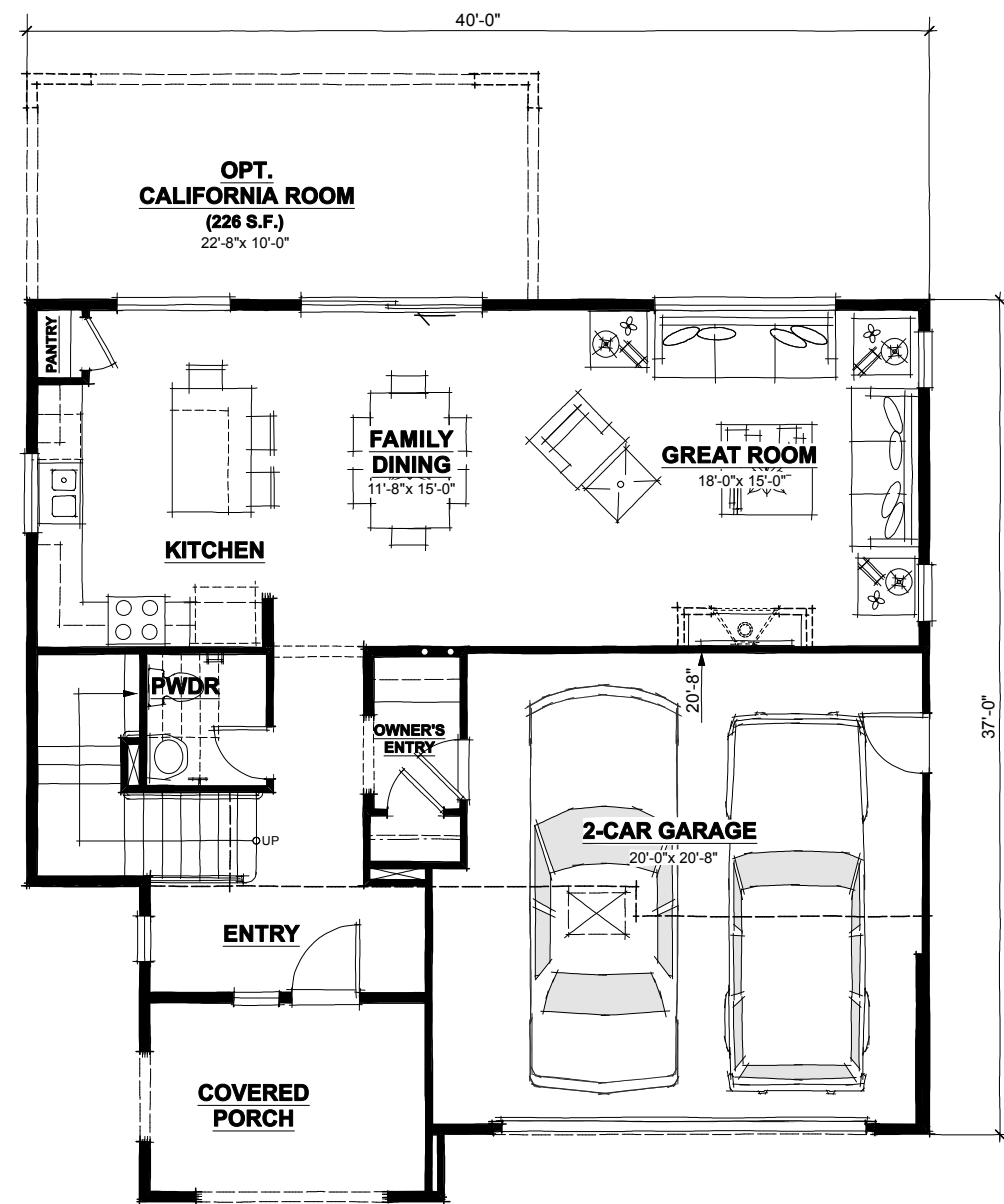 40'-0"
OPT.
CALIFORNIA ROOM
(226 S.F.)
22'-8"x 10'-0"
PANTRY
FAMILY
DINING
11'-8"x 15'-0"
GREAT ROOM
18'-0"x 15'-0"
KITCHEN
PWDR
OWNER'S
ENTRY
20'-8"
37'-0"
2-CAR GARAGE
20'-0"x 20'-8"
UP
ENTRY
COVERED
PORCH